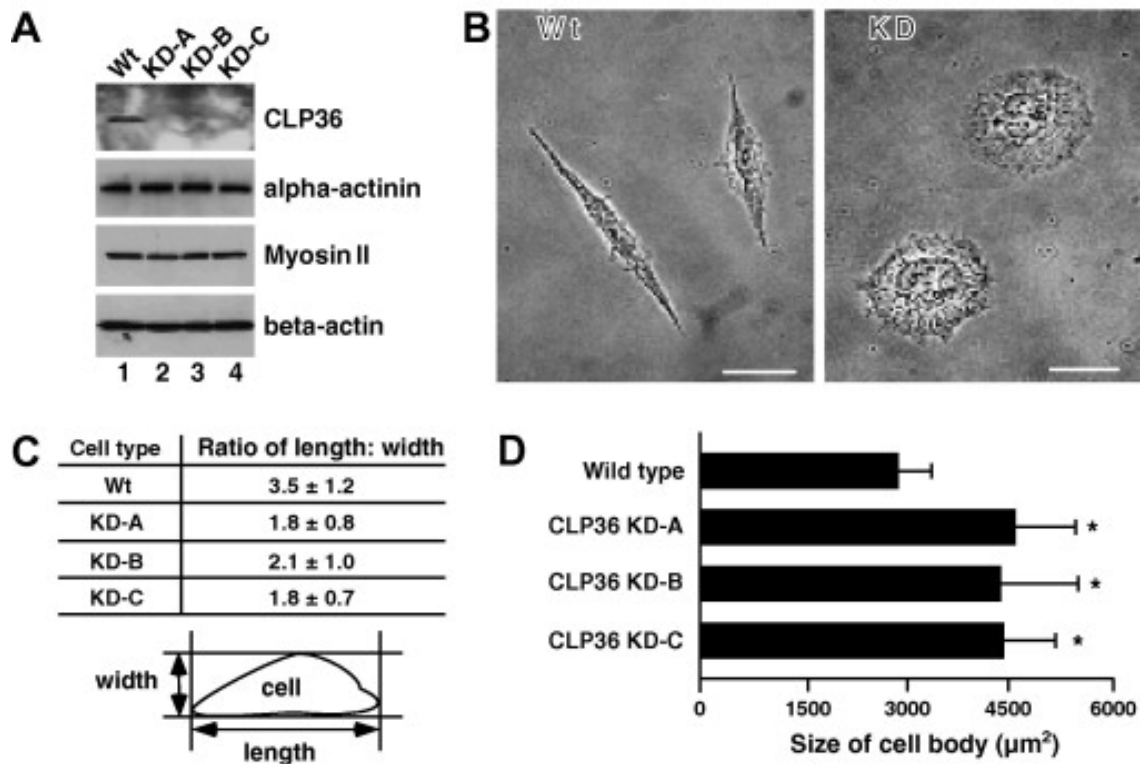 A
Wt KD-A KD-B KD-C
CLP36
alpha-actinin
Myosin II
beta-actin
1 2 3 4
B
Wt
KD
C
Cell type Ratio of length: width
Wt 3.5 ± 1.2
KD-A 1.8 ± 0.8
KD-B 2.1 ± 1.0
KD-C 1.8 ± 0.7
width
cell
length
D
Wild type
CLP36 KD-A *
CLP36 KD-B *
CLP36 KD-C *
0 1500 3000 4500 6000
Size of cell body (µm²)